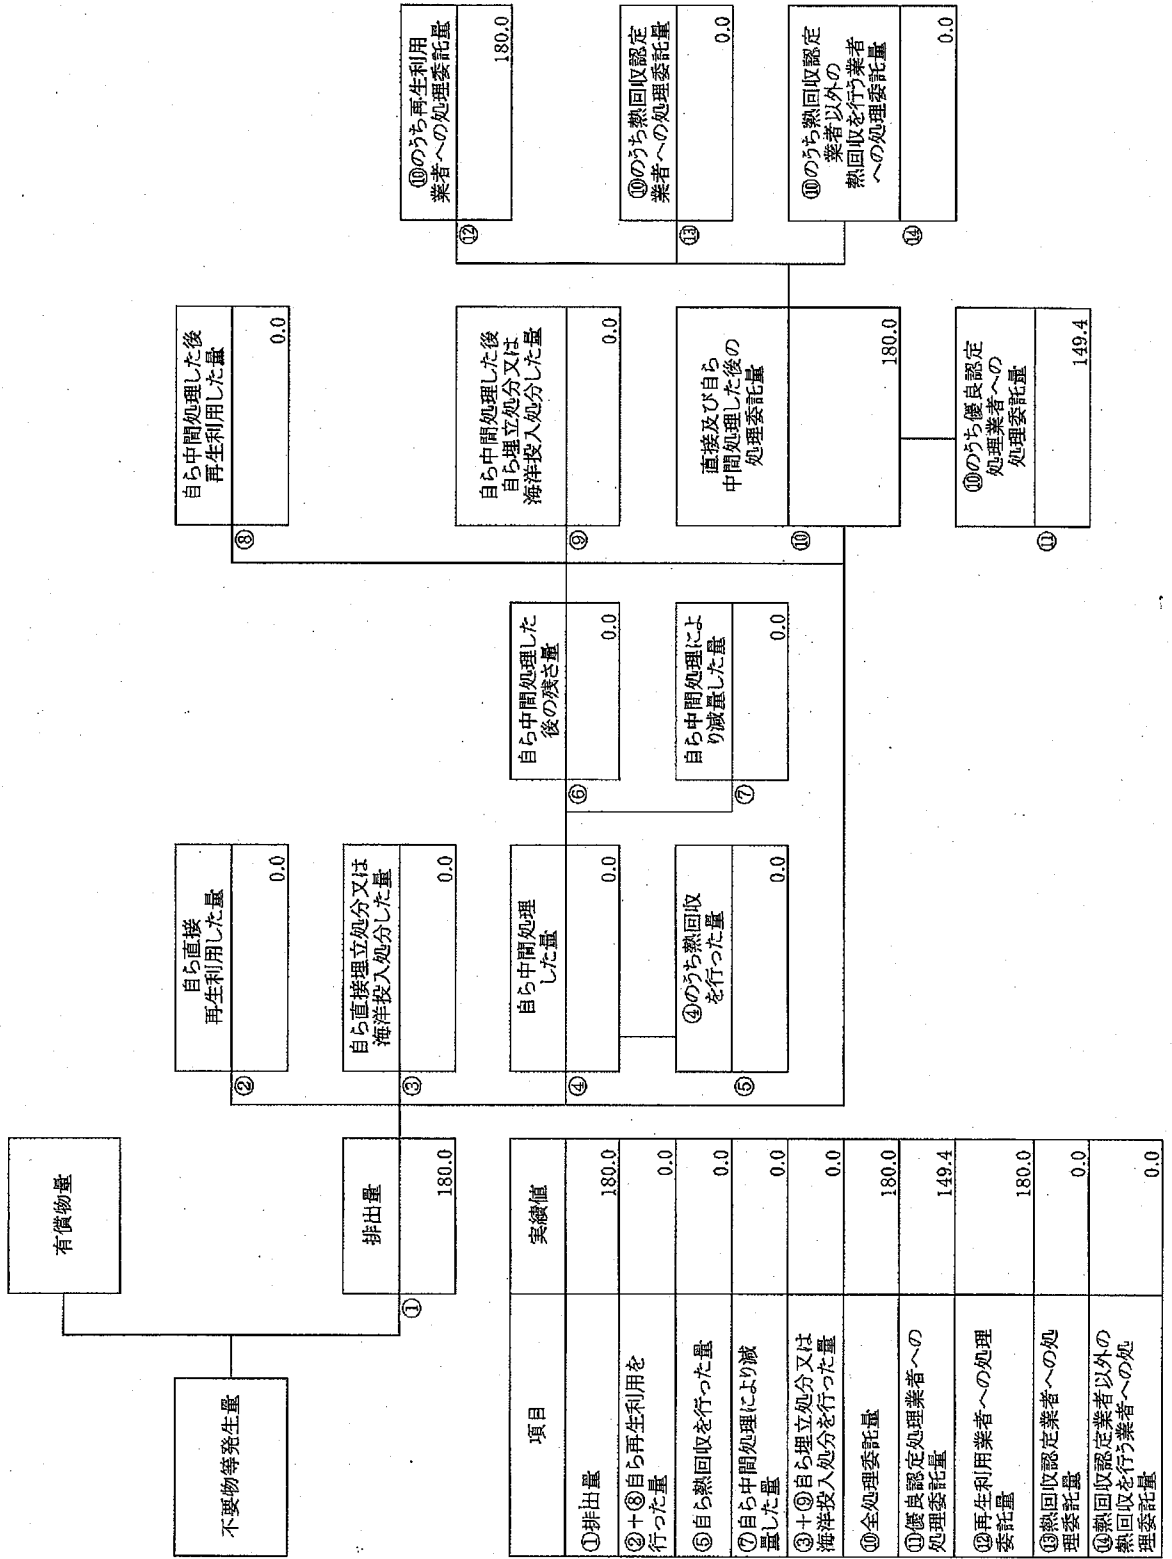 不要物等発生量
有償物量
排出量
①
180.0
自ら直接
再生利用した量
②
0.0
自ら直接埋立処分又は
海洋投入処分した量
③
0.0
自ら中間処理
した量
④
0.0
④のうち熱回収
を行った量
⑤
0.0
自ら中間処理した
後の残さ量
⑥
0.0
自ら中間処理によ
り減量した量
⑦
0.0
自ら中間処理した後
再生利用した量
⑧
0.0
自ら中間処理した後
自ら埋立処分又は
海洋投入処分した量
⑨
0.0
直接及び自ら
中間処理した後の
処理委託量
⑩
180.0
⑩のうち優良認定
処理業者への
処理委託量
⑪
149.4
⑩のうち再生利用
業者への処理委託量
⑫
180.0
⑩のうち熱回収認定
業者への処理委託量
⑬
0.0
⑩のうち熱回収認定
業者以外の
熱回収を行う業者
への処理委託量
⑭
0.0
項目 実績値
①排出量 180.0
②+⑧自ら再生利用を
行った量 0.0
⑤自ら熱回収を行った量 0.0
⑦自ら中間処理により減
量した量 0.0
③+⑨自ら埋立処分又は
海洋投入処分を行った量 0.0
⑩全処理委託量 180.0
⑪優良認定処理業者への
処理委託量 149.4
⑫再生利用業者への処理
委託量 180.0
⑬熱回収認定業者への処
理委託量 0.0
⑭熱回収認定業者以外の
熱回収を行う業者への処
理委託量 0.0